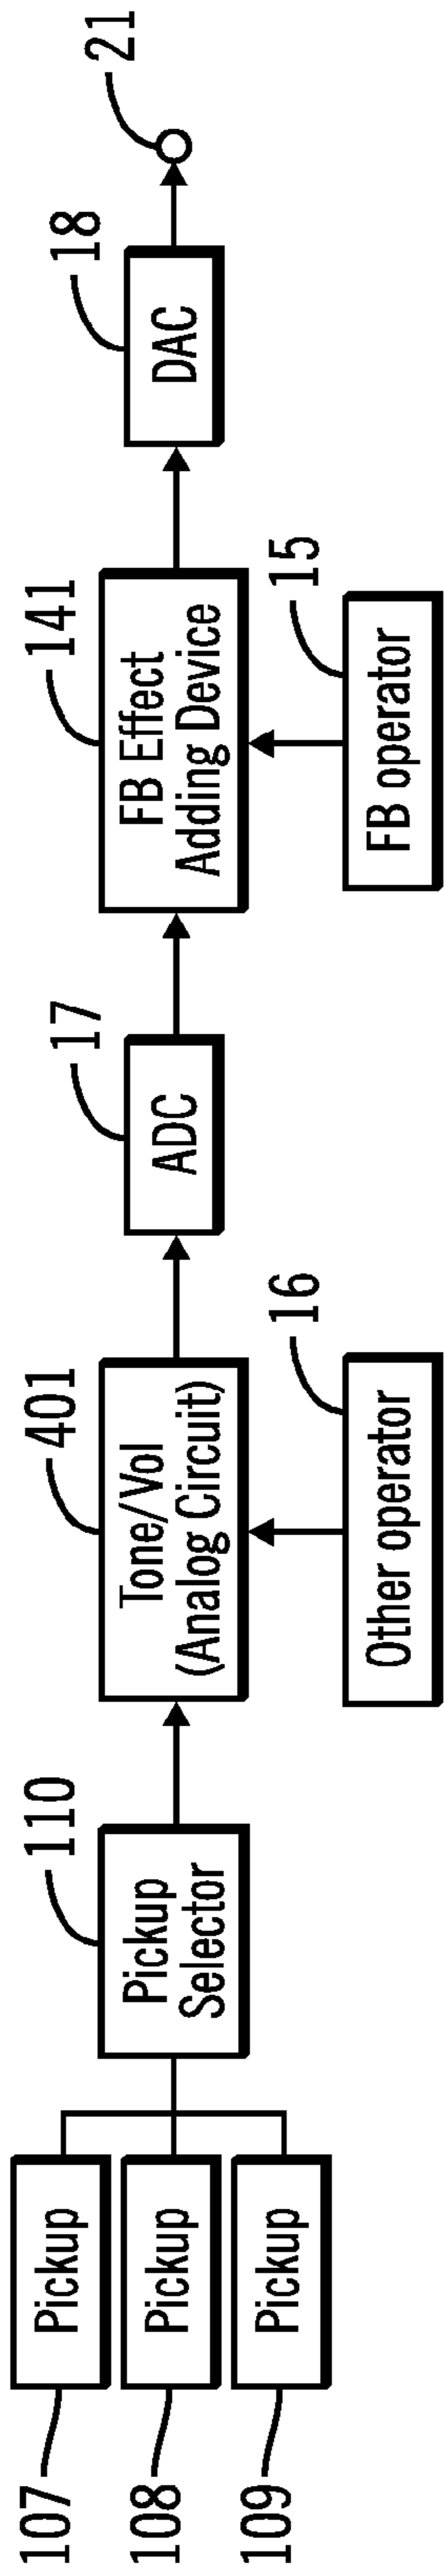 107
Pickup
108
Pickup
109
Pickup
110
Pickup
Selector
401
Tone/Vol
(Analog Circuit)
16
Other operator
17
ADC
141
FB Effect
Adding Device
15
FB operator
18
DAC
21